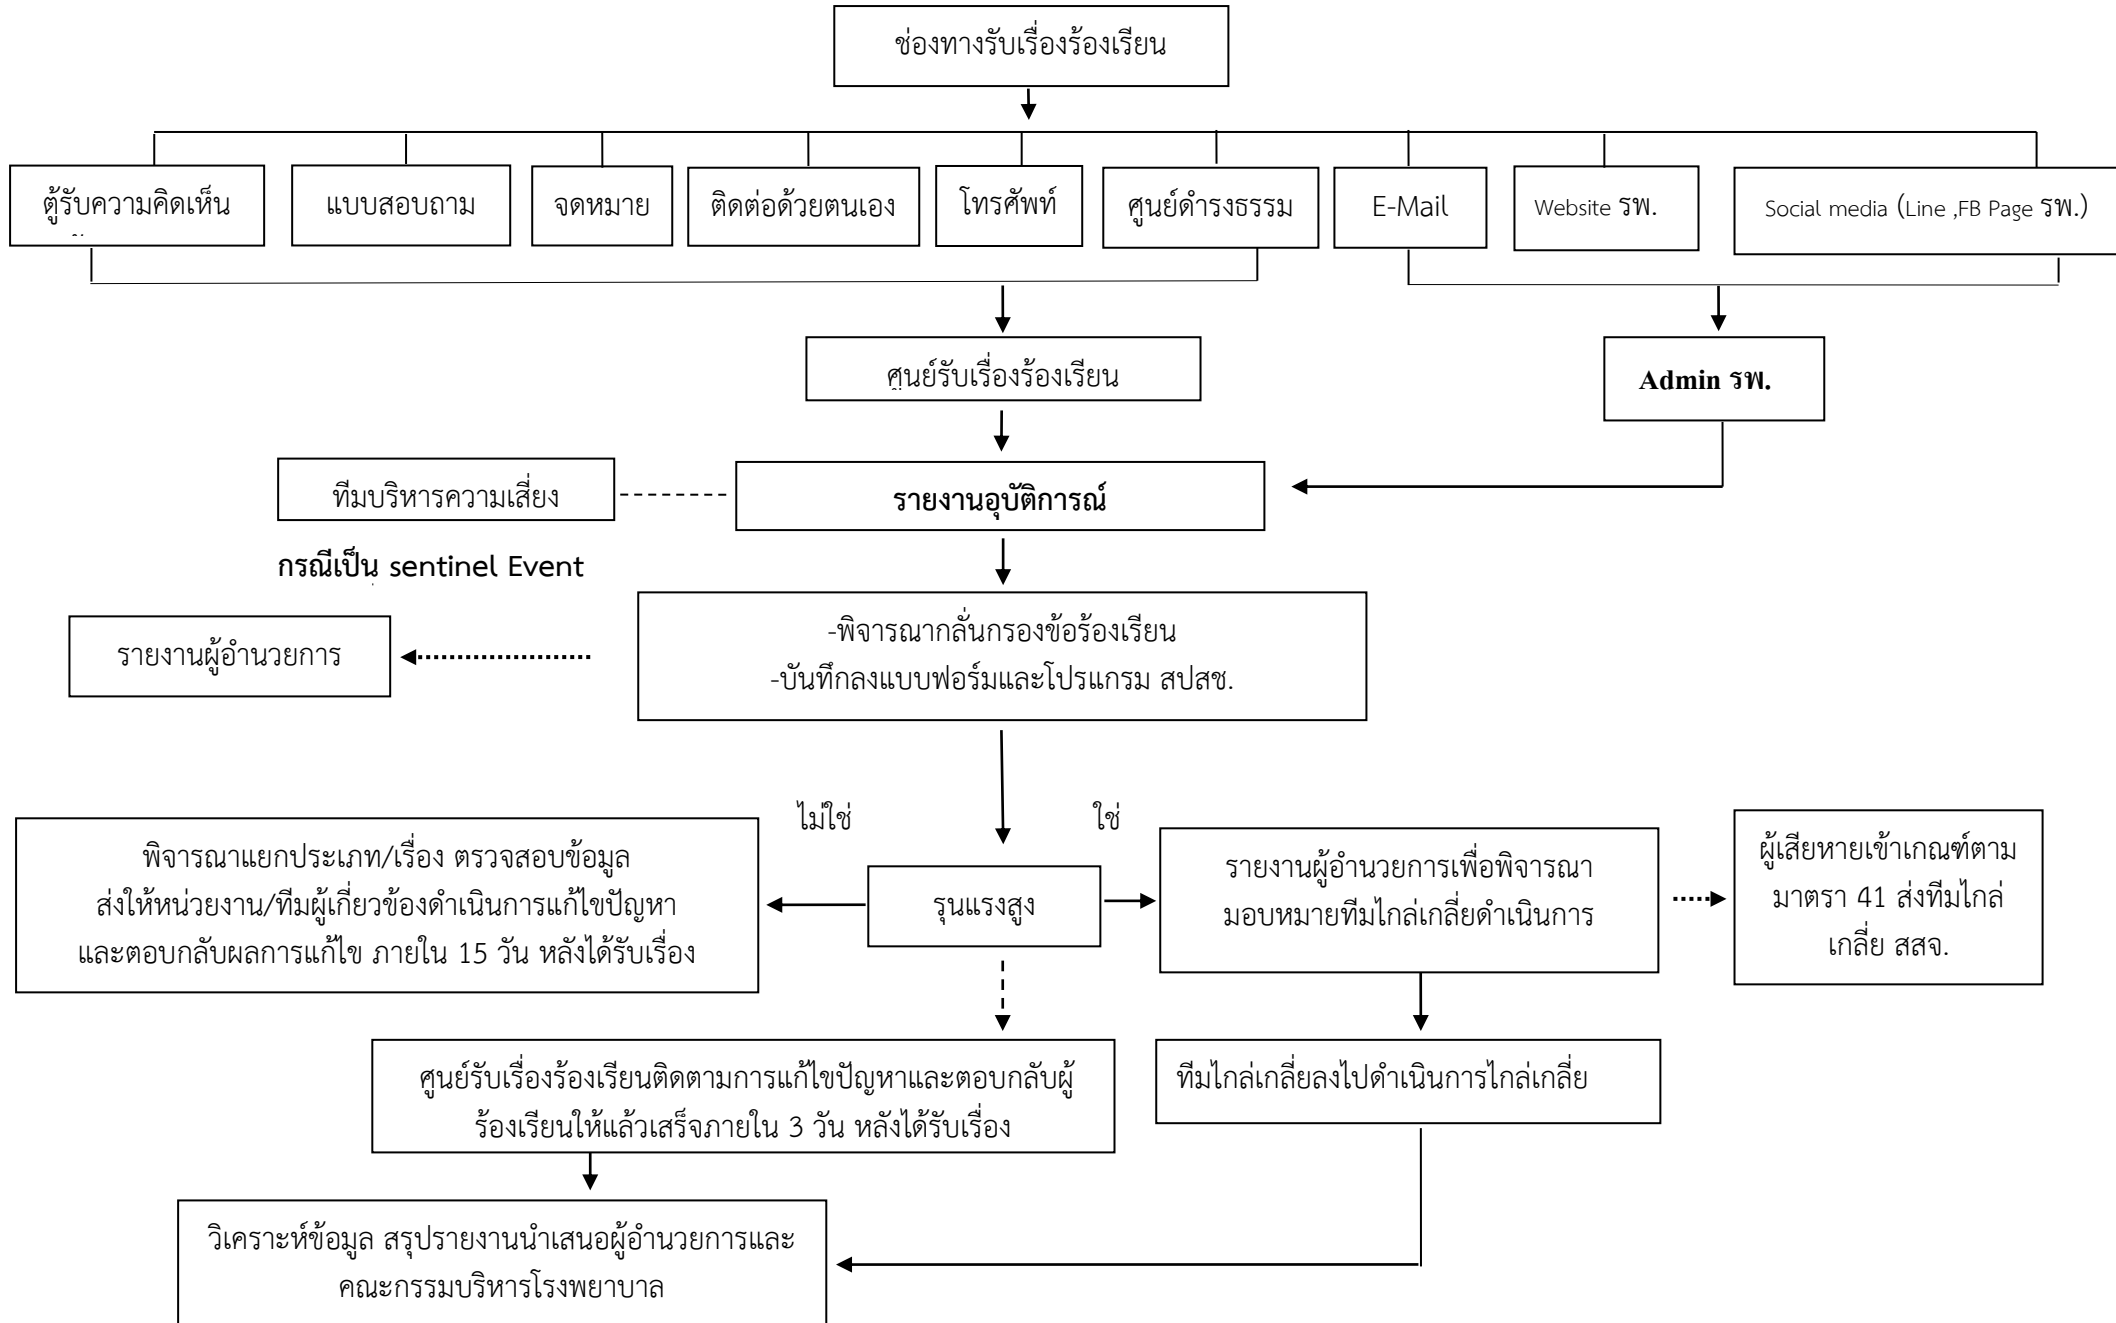 ช่องทางรับเรื่องร้องเรียน
ตู้รับความคิดเห็น
แบบสอบถาม
จดหมาย
ติดต่อด้วยตนเอง
โทรศัพท์
ศูนย์ดำรงธรรม
E-Mail
Website รพ.
Social media (Line ,FB Page รพ.)
ศูนย์รับเรื่องร้องเรียน
Admin รพ.
ทีมบริหารความเสี่ยง
รายงานอุบัติการณ์
กรณีเป็น sentinel Event
รายงานผู้อำนวยการ
-พิจารณากลั่นกรองข้อร้องเรียน
-บันทึกลงแบบฟอร์มและโปรแกรม สปสช.
ไม่ใช่
ใช่
พิจารณาแยกประเภท/เรื่อง ตรวจสอบข้อมูล
ส่งให้หน่วยงาน/ทีมผู้เกี่ยวข้องดำเนินการแก้ไขปัญหา
และตอบกลับผลการแก้ไข ภายใน 15 วัน หลังได้รับเรื่อง
รุนแรงสูง
รายงานผู้อำนวยการเพื่อพิจารณา
มอบหมายทีมไกล่เกลี่ยดำเนินการ
ผู้เสียหายเข้าเกณฑ์ตาม
มาตรา 41 ส่งทีมไกล่
เกลี่ย สสจ.
ศูนย์รับเรื่องร้องเรียนติดตามการแก้ไขปัญหาและตอบกลับผู้
ร้องเรียนให้แล้วเสร็จภายใน 3 วัน หลังได้รับเรื่อง
ทีมไกล่เกลี่ยลงไปดำเนินการไกล่เกลี่ย
วิเคราะห์ข้อมูล สรุปรายงานนำเสนอผู้อำนวยการและ
คณะกรรมบริหารโรงพยาบาล